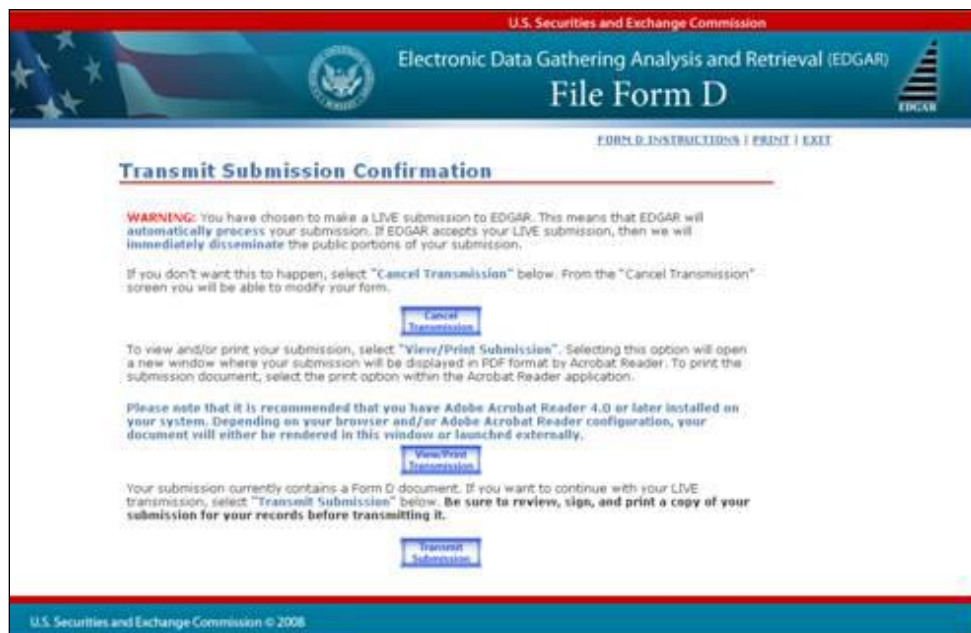 U.S. Securities and Exchange Commission
Electronic Data Gathering Analysis and Retrieval (EDGAR)
File Form D
EDGAR
FORM D INSTRUCTIONS | PRINT | EXIT
Transmit Submission Confirmation
WARNING: You have chosen to make a LIVE submission to EDGAR. This means that EDGAR will
automatically process your submission. If EDGAR accepts your LIVE submission, then we will
immediately disseminate the public portions of your submission.
If you don't want this to happen, select "Cancel Transmission" below. From the "Cancel Transmission"
screen you will be able to modify your form.
Cancel
Transmission
To view and/or print your submission, select "View/Print Submission". Selecting this option will open
a new window where your submission will be displayed in PDF format by Acrobat Reader. To print the
submission document, select the print option within the Acrobat Reader application.
Please note that it is recommended that you have Adobe Acrobat Reader 4.0 or later installed on
your system. Depending on your browser and/or Adobe Acrobat Reader configuration, your
document will either be rendered in this window or launched externally.
View/Print
Transmission
Your submission currently contains a Form D document. If you want to continue with your LIVE
transmission, select "Transmit Submission" below. Be sure to review, sign, and print a copy of your
submission for your records before transmitting it.
Transmit
Submission
U.S. Securities and Exchange Commission © 2008